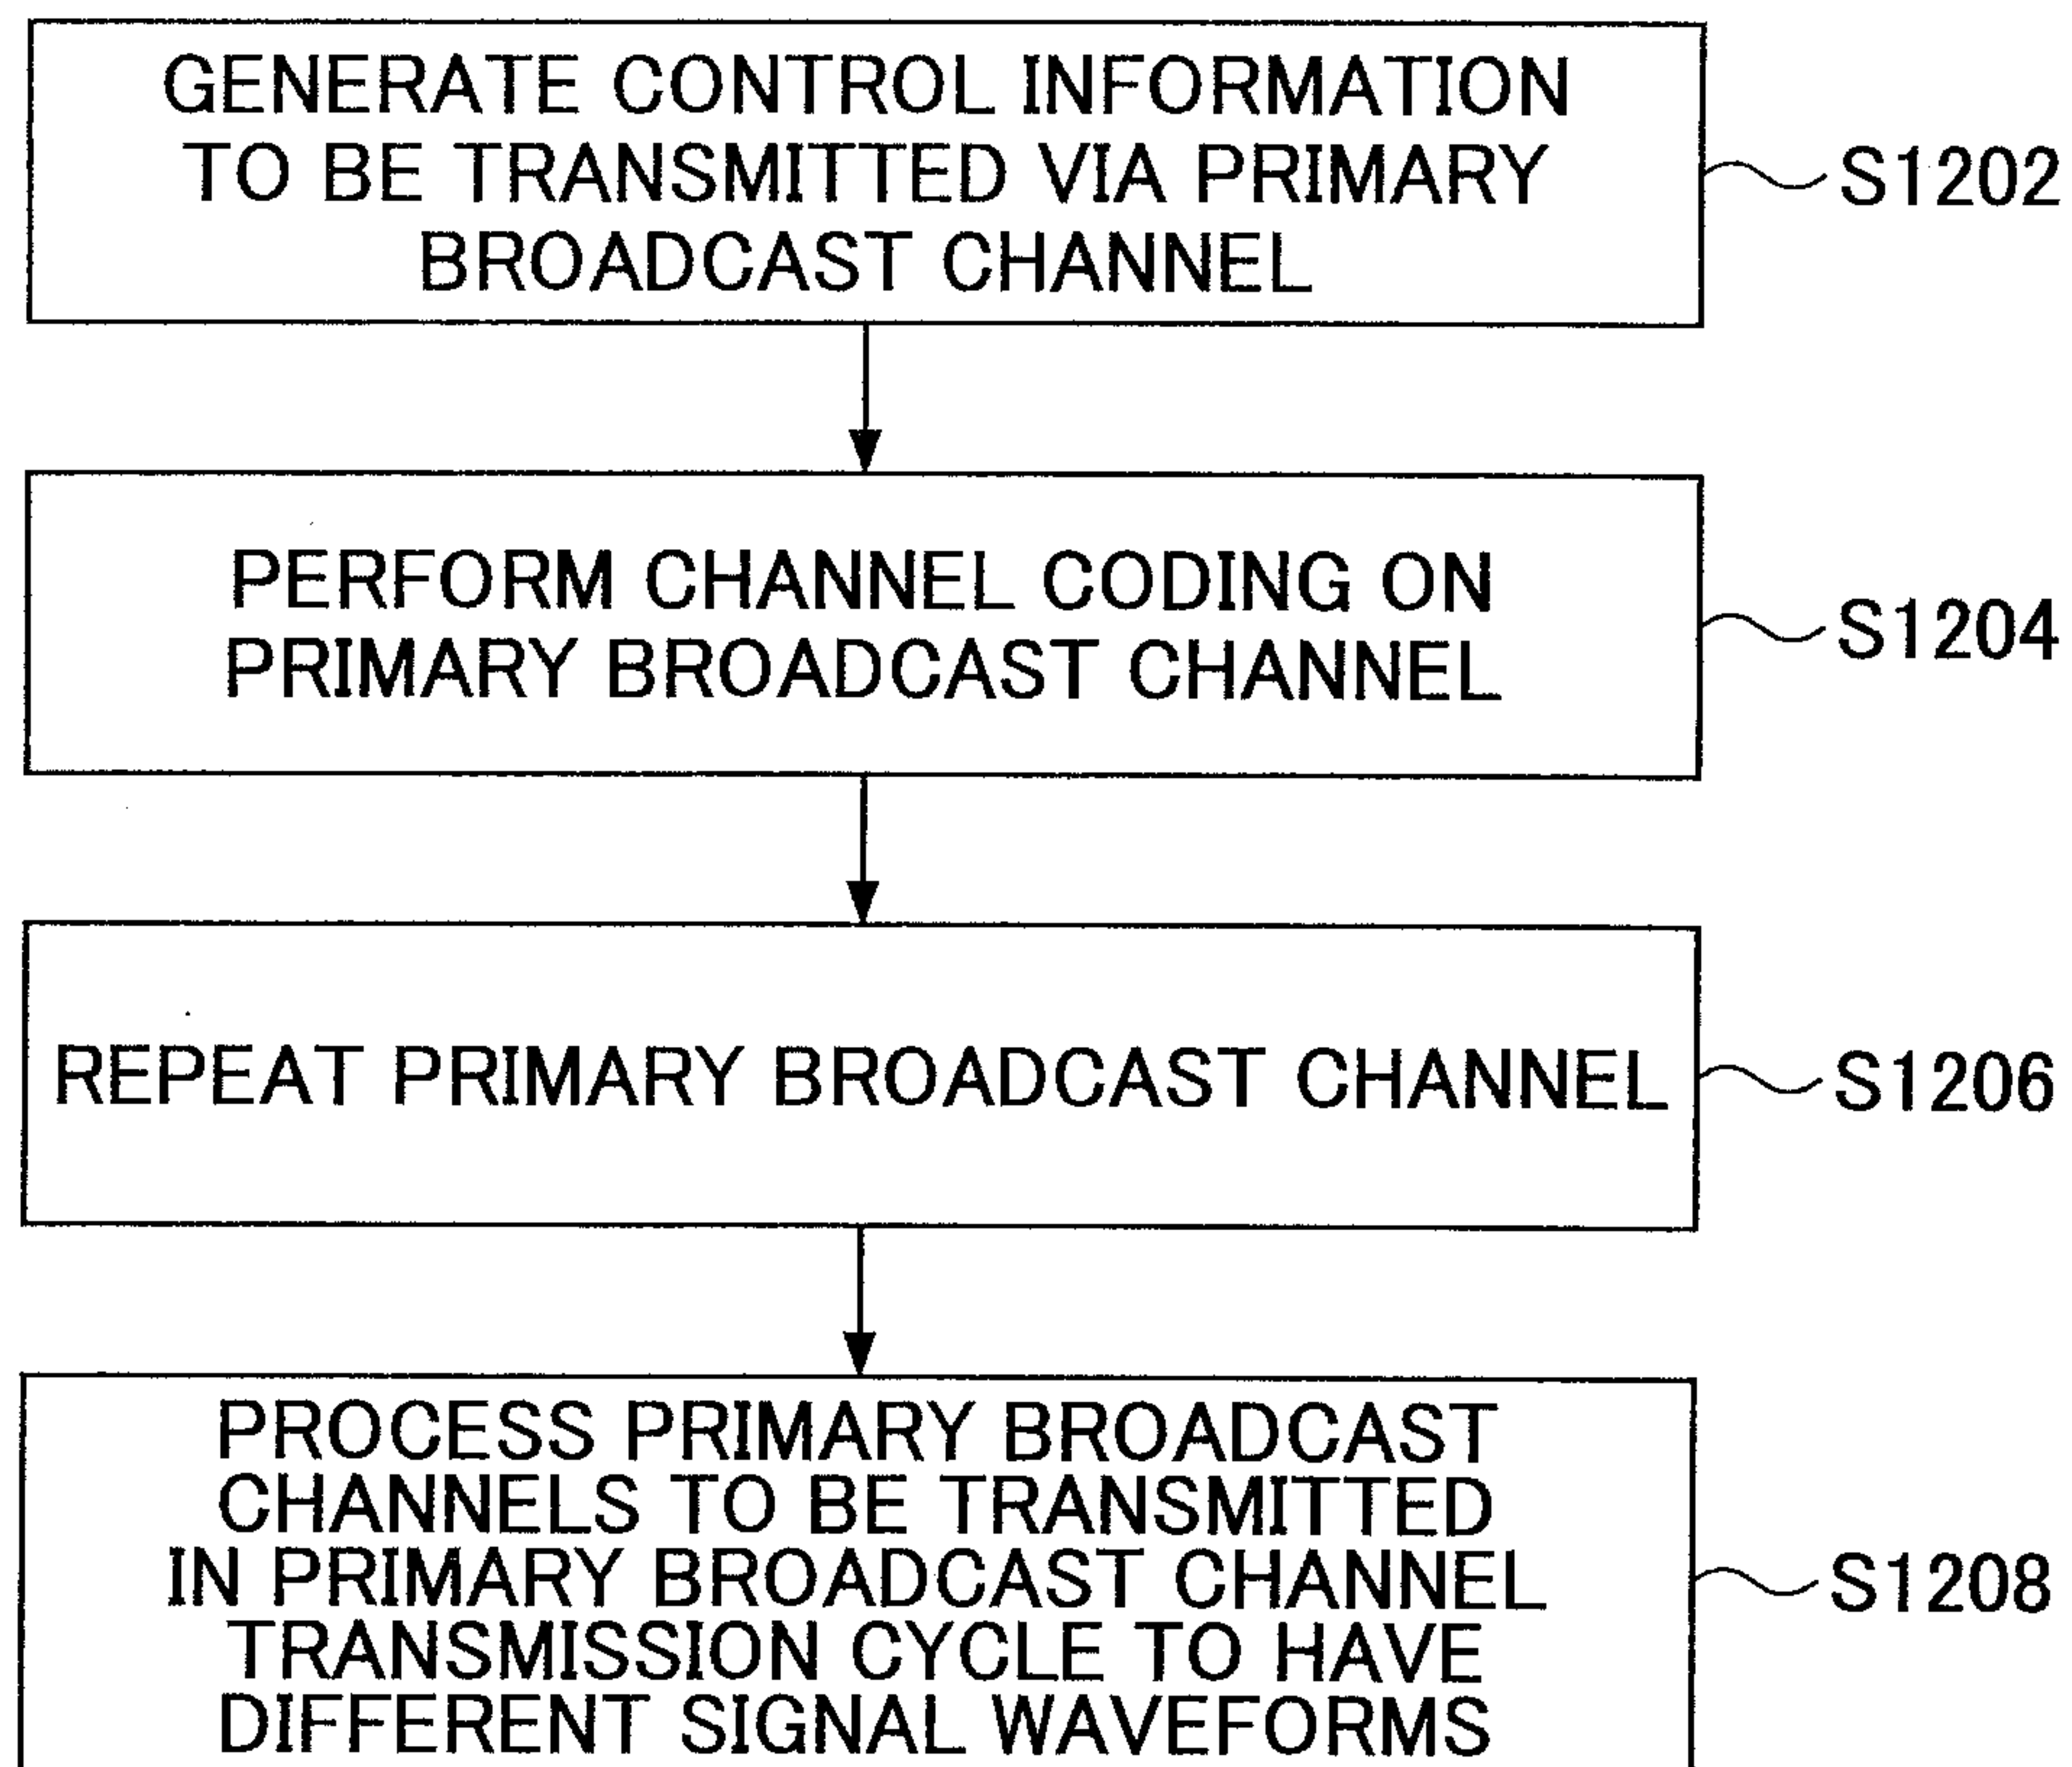 GENERATE CONTROL INFORMATION
TO BE TRANSMITTED VIA PRIMARY
BROADCAST CHANNEL
S1202
PERFORM CHANNEL CODING ON
PRIMARY BROADCAST CHANNEL
S1204
REPEAT PRIMARY BROADCAST CHANNEL
S1206
PROCESS PRIMARY BROADCAST
CHANNELS TO BE TRANSMITTED
IN PRIMARY BROADCAST CHANNEL
TRANSMISSION CYCLE TO HAVE
DIFFERENT SIGNAL WAVEFORMS
S1208